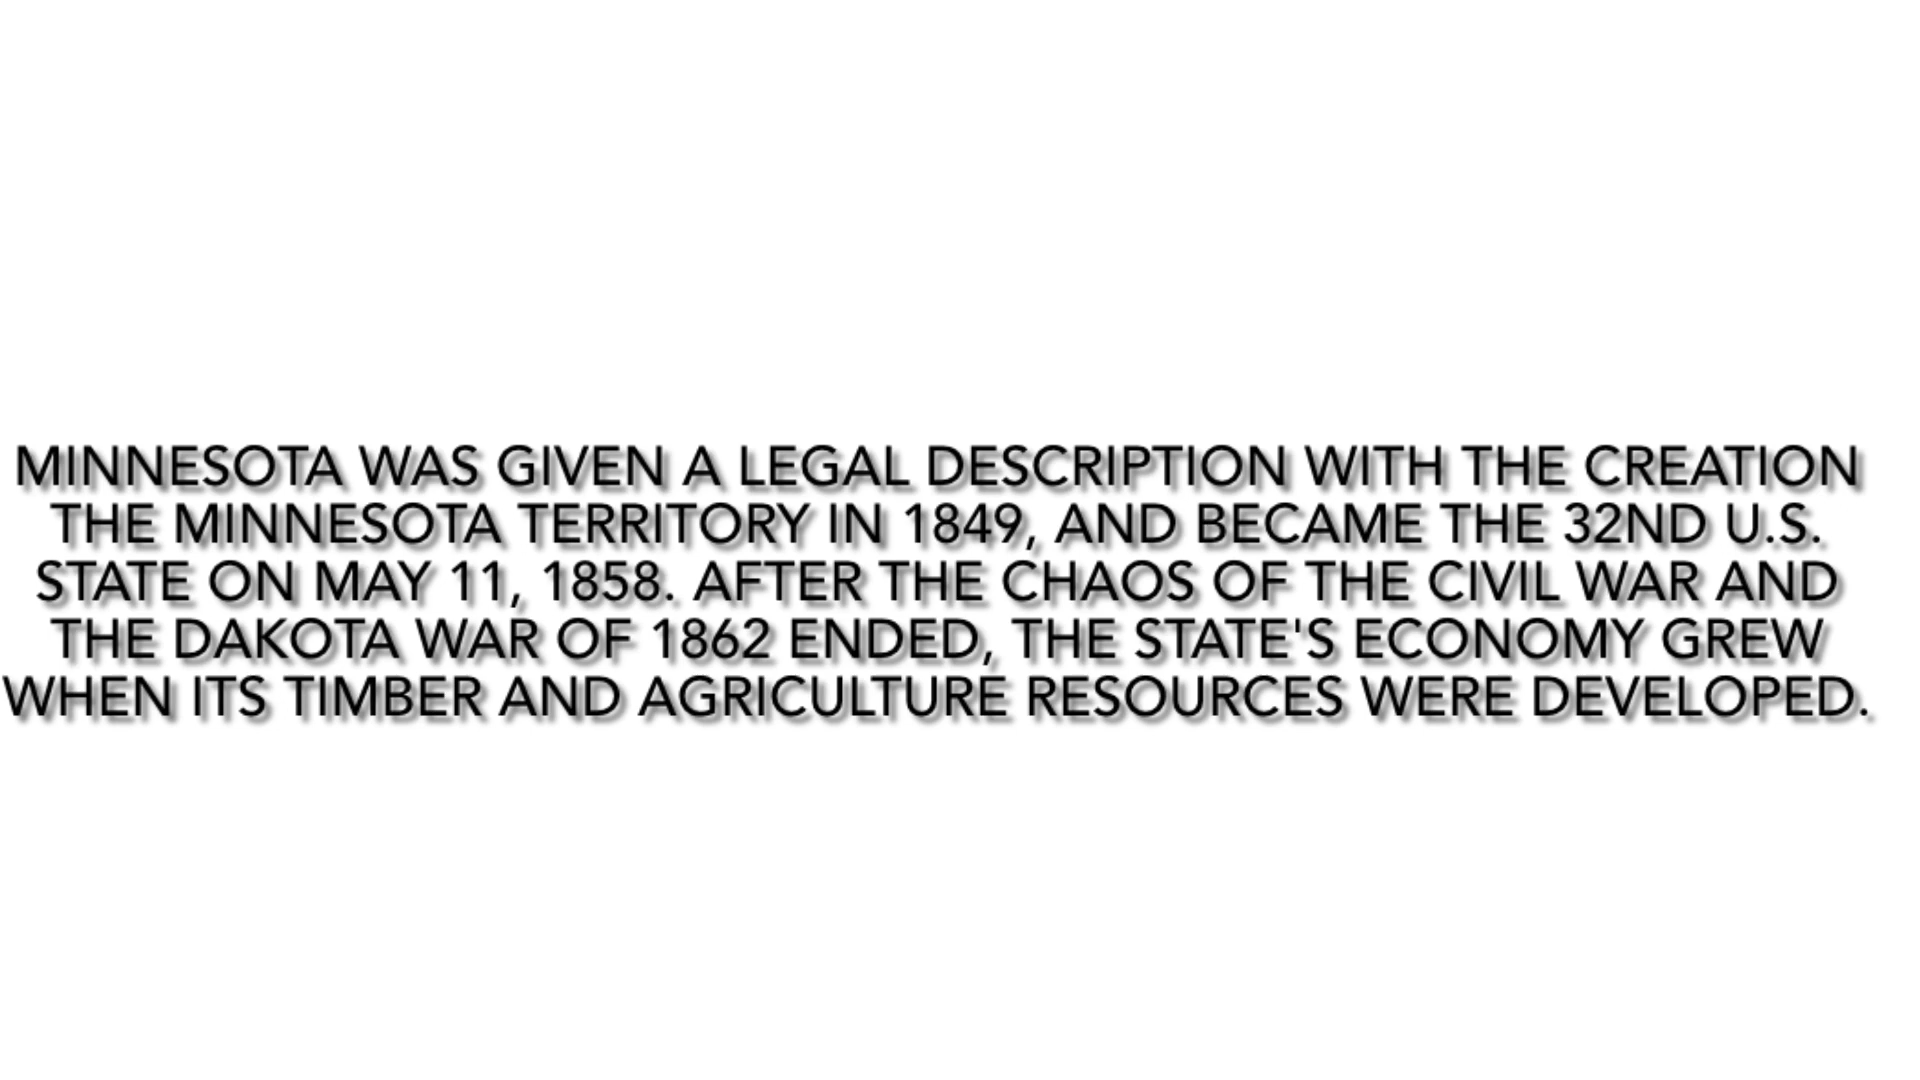 MINNESOTA WAS GIVEN A LEGAL DESCRIPTION WITH THE CREATION
THE MINNESOTA TERRITORY IN 1849, AND BECAME THE 32ND U.S.
STATE ON MAY 11, 1858. AFTER THE CHAOS OF THE CIVIL WAR AND
THE DAKOTA WAR OF 1862 ENDED, THE STATE'S ECONOMY GREW
WHEN ITS TIMBER AND AGRICULTURE RESOURCES WERE DEVELOPED.